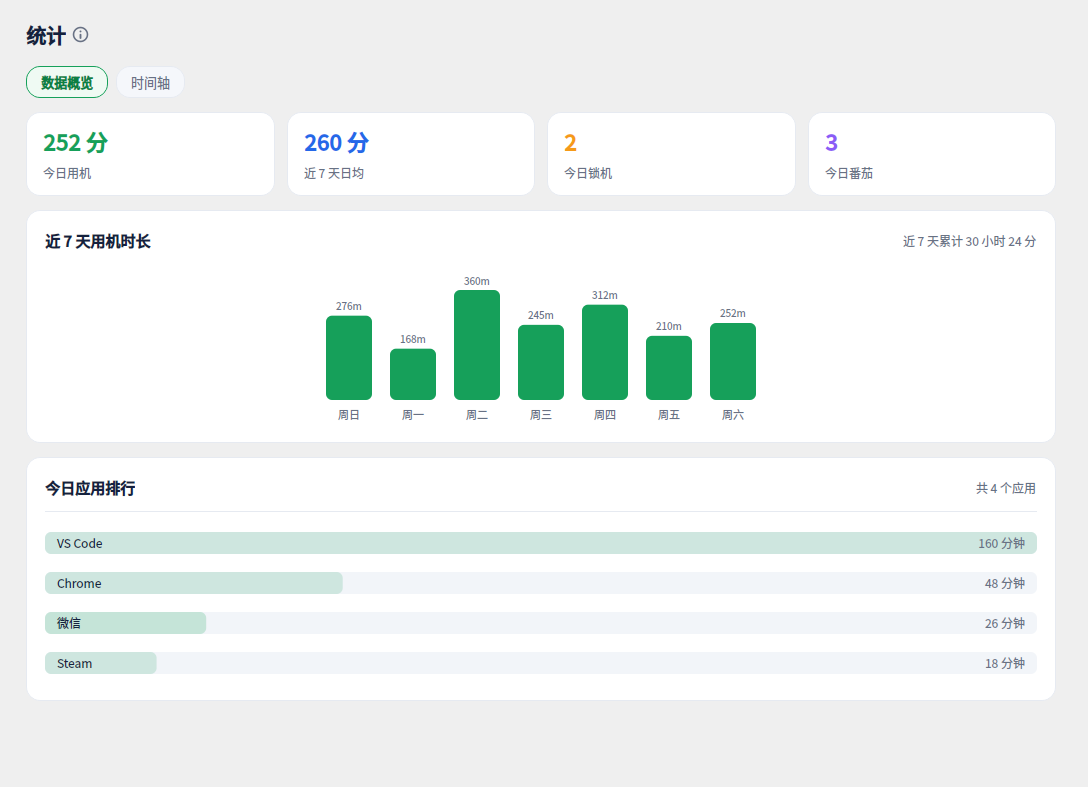 统计
数据概览 时间轴
252 分 260 分 2 3
今日用机 近 7 天日均 今日锁机 今日番茄
近 7 天用机时长 近 7 天累计 30 小时 24 分
276m 168m 360m 245m 312m 210m 252m
周日 周一 周二 周三 周四 周五 周六
今日应用排行 共 4 个应用
VS Code 160 分钟
Chrome 48 分钟
微信 26 分钟
Steam 18 分钟